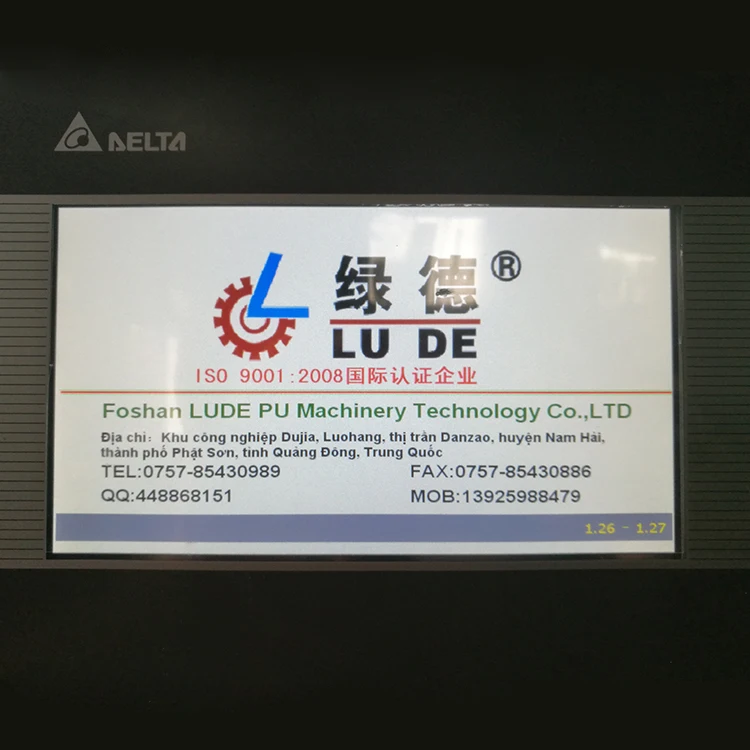 DELTA
绿德®
LU DE
ISO 9001:2008国际认证企业
Foshan LUDE PU Machinery Technology Co.,LTD
Địa chỉ: Khu công nghiệp Dujia, Luohang, thị trấn Danzao, huyện Nam Hải,
thành phố Phật Sơn, tỉnh Quảng Đông, Trung Quốc
TEL:0757-85430989 FAX:0757-85430886
QQ:448868151 MOB:13925988479
1.26 - 1.27